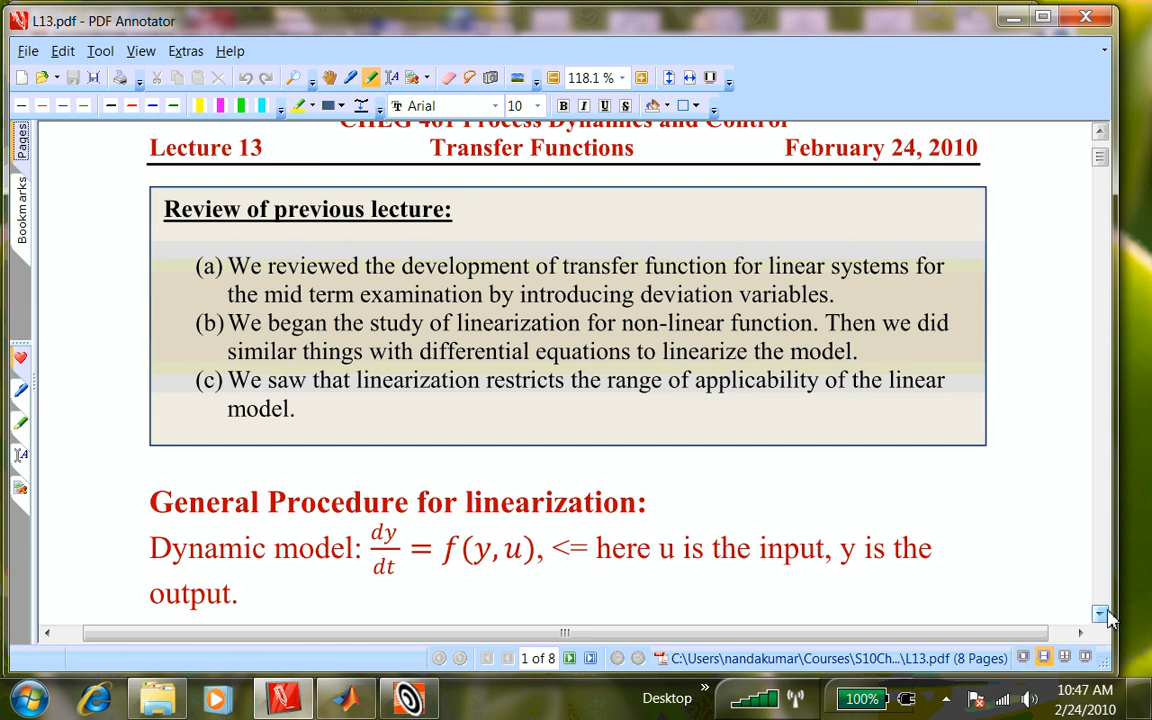 L13.pdf - PDF Annotator
File Edit Tool View Extras Help
118.1 %
Arial 10 B I U S
Pages
Bookmarks
CHEG 461 Process Dynamics and Control
Lecture 13 Transfer Functions February 24, 2010
Review of previous lecture:
(a) We reviewed the development of transfer function for linear systems for
the mid term examination by introducing deviation variables.
(b) We began the study of linearization for non-linear function. Then we did
similar things with differential equations to linearize the model.
(c) We saw that linearization restricts the range of applicability of the linear
model.
General Procedure for linearization:
Dynamic model: dy/dt = f(y, u), <= here u is the input, y is the
output.
1 of 8 C:\Users\nandakumar\Courses\S10Ch...\L13.pdf (8 Pages)
Desktop » 100% 10:47 AM
2/24/2010